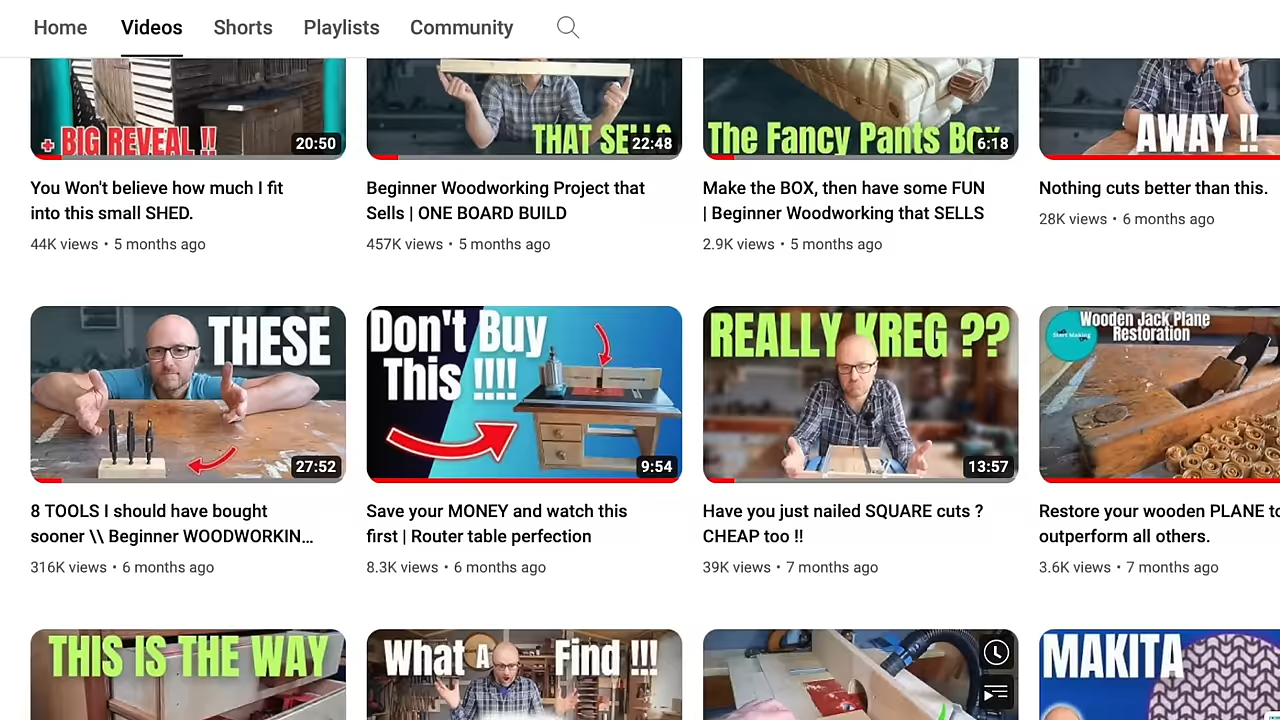 Home Videos Shorts Playlists Community
+ BIG REVEAL !!
20:50
THAT SELLS
22:48
The Fancy Pants Box
6:18
AWAY !!
You Won't believe how much I fit
into this small SHED.
44K views • 5 months ago
Beginner Woodworking Project that
Sells | ONE BOARD BUILD
457K views • 5 months ago
Make the BOX, then have some FUN
| Beginner Woodworking that SELLS
2.9K views • 5 months ago
Nothing cuts better than this.
28K views • 6 months ago
THESE
27:52
Don't Buy
This !!!!
9:54
REALLY KREG ??
13:57
Wooden Jack Plane
Restoration
Start Making
8 TOOLS I should have bought
sooner \\ Beginner WOODWORKIN...
316K views • 6 months ago
Save your MONEY and watch this
first | Router table perfection
8.3K views • 6 months ago
Have you just nailed SQUARE cuts ?
CHEAP too !!
39K views • 7 months ago
Restore your wooden PLANE to
outperform all others.
3.6K views • 7 months ago
THIS IS THE WAY
What A Find !!!
MAKITA